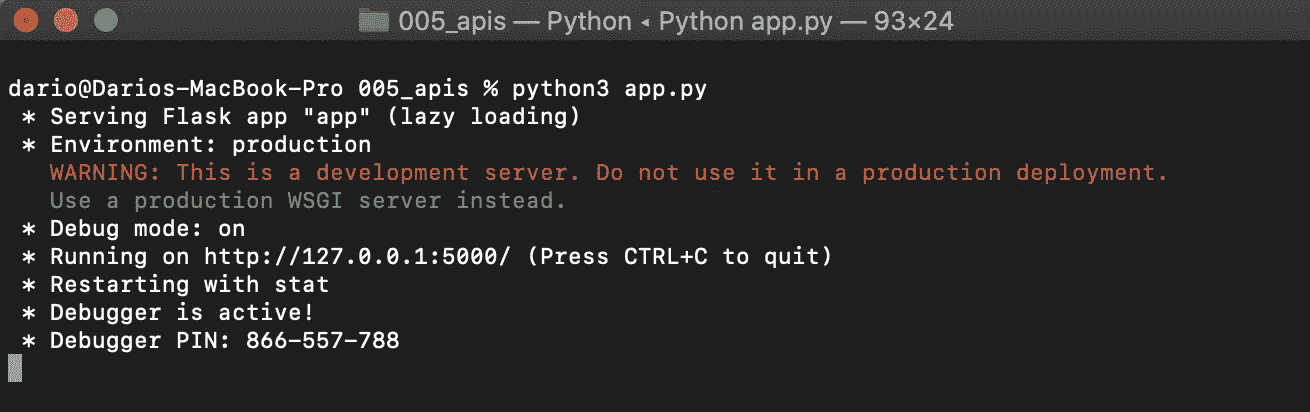 005_apis — Python ◂ Python app.py — 93×24
dario@Darios-MacBook-Pro 005_apis % python3 app.py
* Serving Flask app "app" (lazy loading)
* Environment: production
WARNING: This is a development server. Do not use it in a production deployment.
Use a production WSGI server instead.
* Debug mode: on
* Running on http://127.0.0.1:5000/ (Press CTRL+C to quit)
* Restarting with stat
* Debugger is active!
* Debugger PIN: 866-557-788